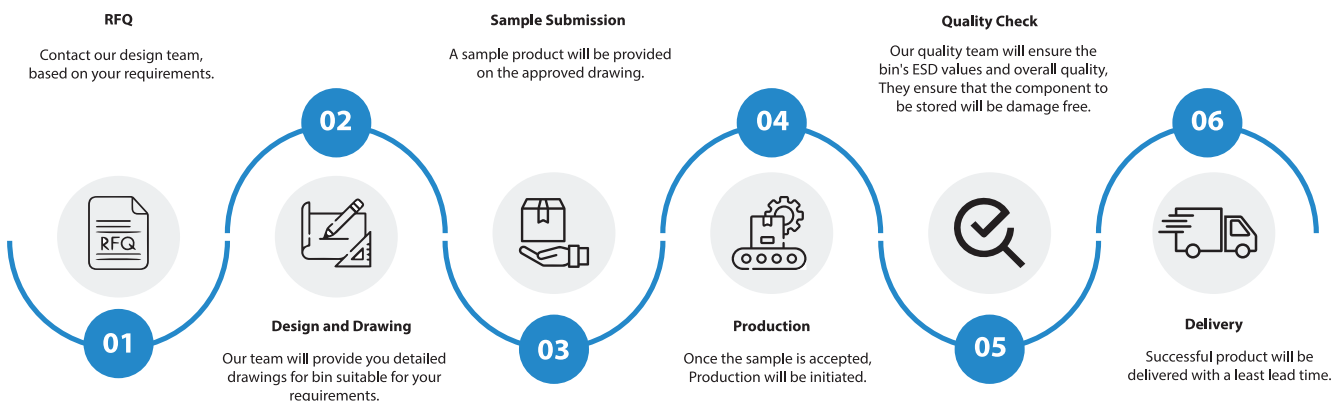 RFQ
Contact our design team,
based on your requirements.
RFQ
01
02
Design and Drawing
Our team will provide you detailed
drawings for bin suitable for your
requirements.
Sample Submission
A sample product will be provided
on the approved drawing.
03
04
Production
Once the sample is accepted,
Production will be initiated.
Quality Check
Our quality team will ensure the
bin's ESD values and overall quality,
They ensure that the component to
be stored will be damage free.
05
06
Delivery
Successful product will be
delivered with a least lead time.